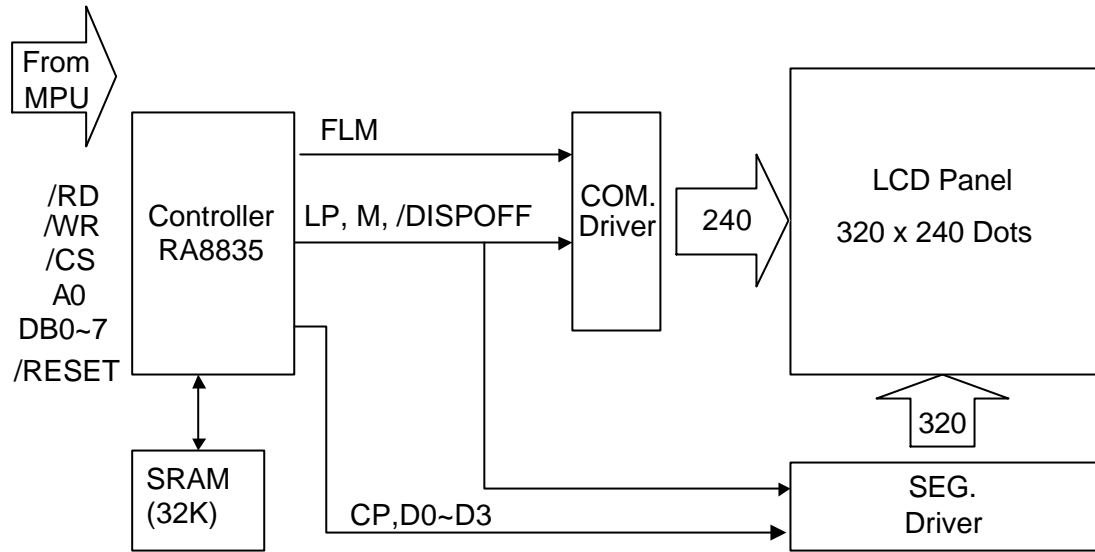 From
MPU
/RD
/WR
/CS
A0
DB0~7
/RESET
Controller
RA8835
SRAM
(32K)
FLM
LP, M, /DISPOFF
CP,D0~D3
COM.
Driver
240
LCD Panel
320 x 240 Dots
320
SEG.
Driver